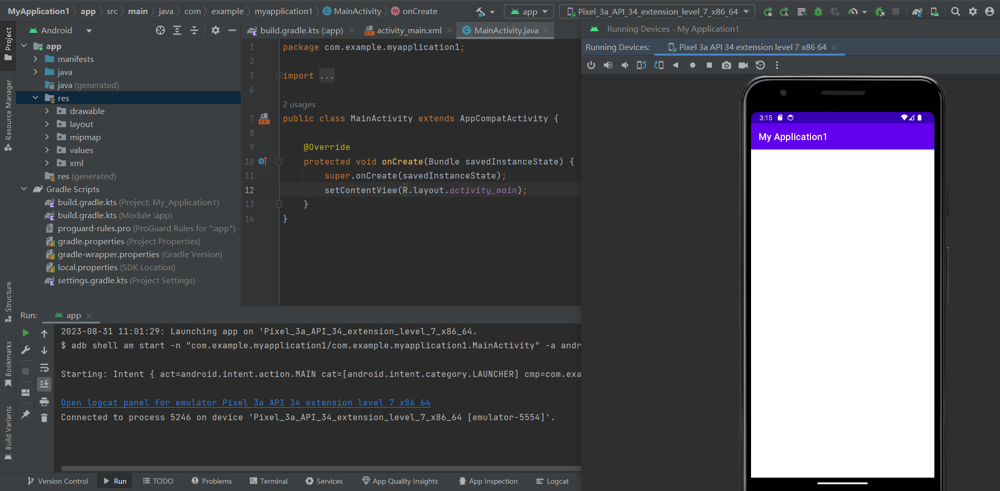 MyApplication1 app src main java com example myapplication1 MainActivity onCreate app Pixel_3a_API_34_extension_level_7_x86_64
Project
Resource Manager
Structure
Bookmarks
Build Variants
Android
app
manifests
java
java (generated)
res
drawable
layout
mipmap
values
xml
res (generated)
Gradle Scripts
build.gradle.kts (Project: My_Application1)
build.gradle.kts (Module :app)
proguard-rules.pro (ProGuard Rules for ":app")
gradle.properties (Project Properties)
gradle-wrapper.properties (Gradle Version)
local.properties (SDK Location)
settings.gradle.kts (Project Settings)
build.gradle.kts (:app) activity_main.xml MainActivity.java
1 package com.example.myapplication1;
2
3 import ...
6
2 usages
7 public class MainActivity extends AppCompatActivity {
8
9 @Override
10 protected void onCreate(Bundle savedInstanceState) {
11 super.onCreate(savedInstanceState);
12 setContentView(R.layout.activity_main);
13 }
14 }
Running Devices - My Application1
Running Devices: Pixel 3a API 34 extension level 7 x86 64
3:15
My Application1
Run: app
2023-08-31 11:01:29: Launching app on 'Pixel_3a_API_34_extension_level_7_x86_64.
$ adb shell am start -n "com.example.myapplication1/com.example.myapplication1.MainActivity" -a andr
Starting: Intent { act=android.intent.action.MAIN cat=[android.intent.category.LAUNCHER] cmp=com.exa
Open logcat panel for emulator Pixel 3a API 34 extension level 7 x86 64
Connected to process 5246 on device 'Pixel_3a_API_34_extension_level_7_x86_64 [emulator-5554]'.
Version Control Run TODO Problems Terminal Services App Quality Insights App Inspection Logcat